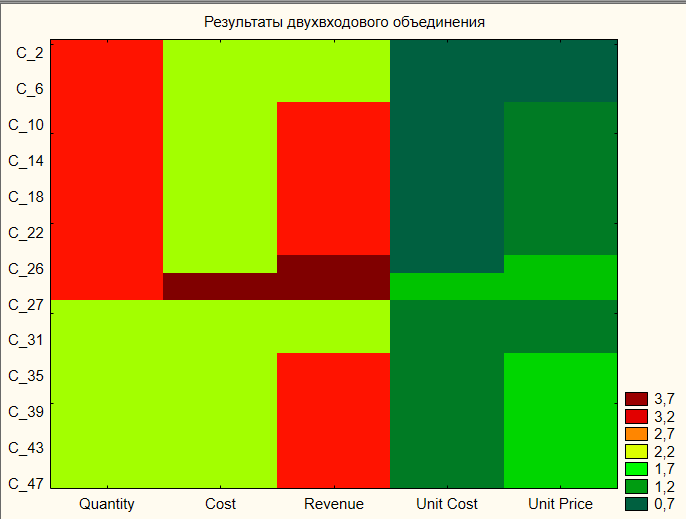 Результаты двухвходового объединения
C_2
C_6
C_10
C_14
C_18
C_22
C_26
C_27
C_31
C_35
C_39
C_43
C_47
Quantity Cost Revenue Unit Cost Unit Price
3,7
3,2
2,7
2,2
1,7
1,2
0,7